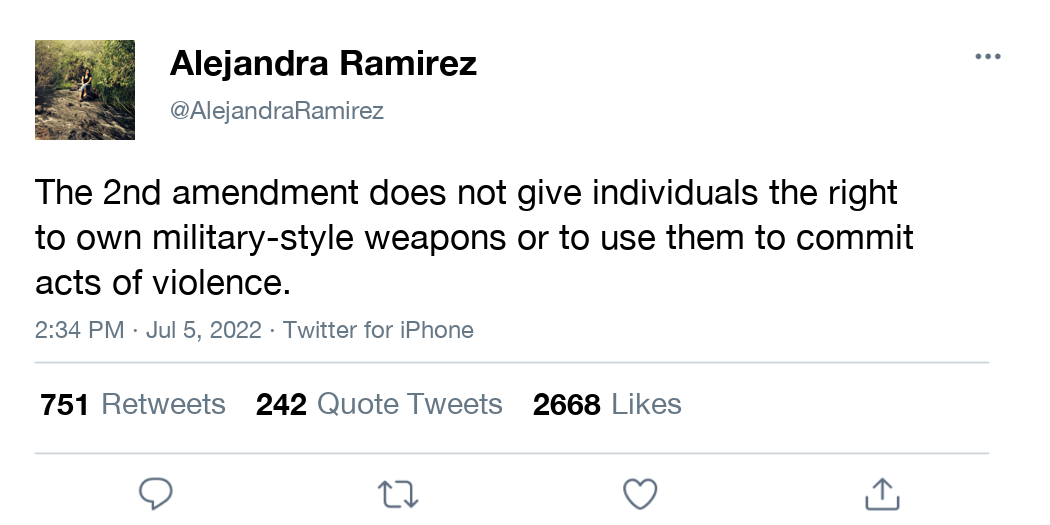 Alejandra Ramirez
@AlejandraRamirez
The 2nd amendment does not give individuals the right
to own military-style weapons or to use them to commit
acts of violence.
2:34 PM · Jul 5, 2022 · Twitter for iPhone
751 Retweets 242 Quote Tweets 2668 Likes